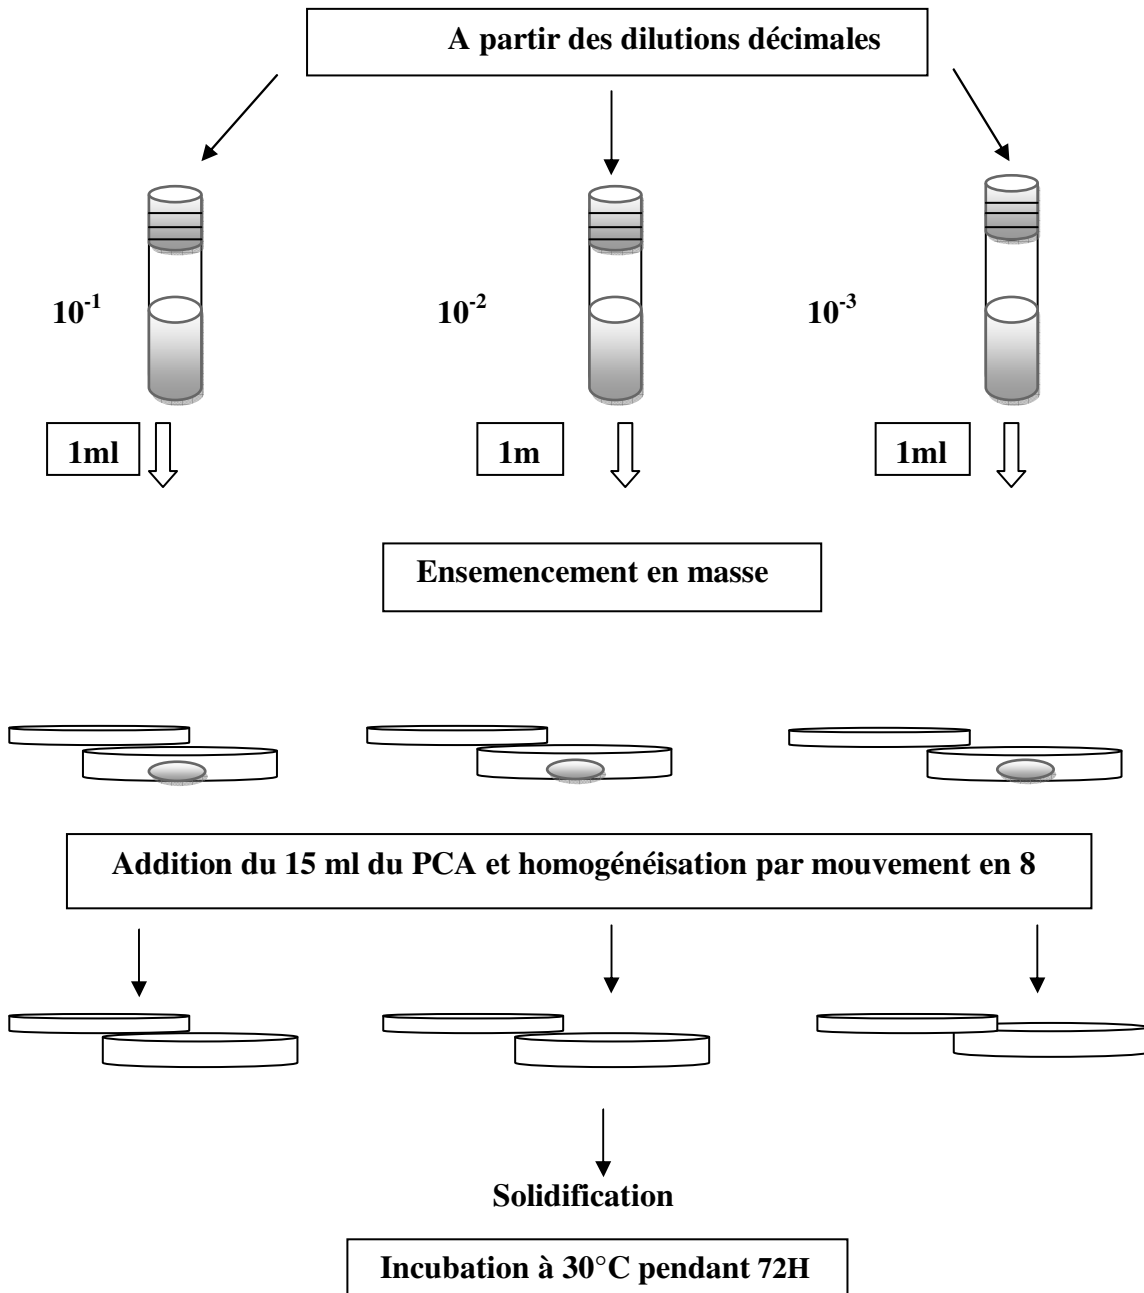 A partir des dilutions décimales
10⁻¹ 10⁻² 10⁻³
1ml 1m 1ml
Ensemencement en masse
Addition du 15 ml du PCA et homogénéisation par mouvement en 8
Solidification
Incubation à 30°C pendant 72H